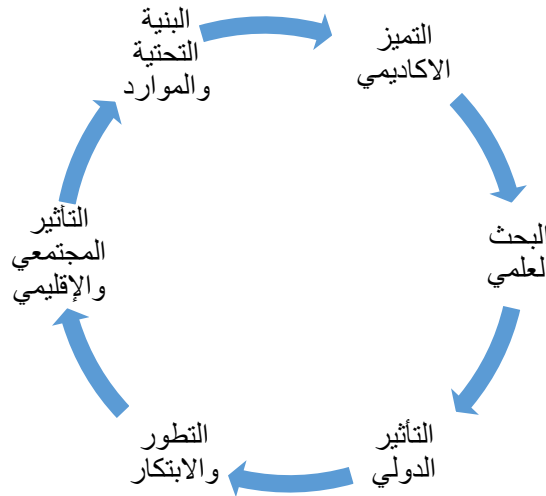 البنية
التحتية
والموارد
التميز
الاكاديمي
البحث
لعلمي
التأثير
الدولي
التطور
والابتكار
التأثير
المجتمعي
والإقليمي